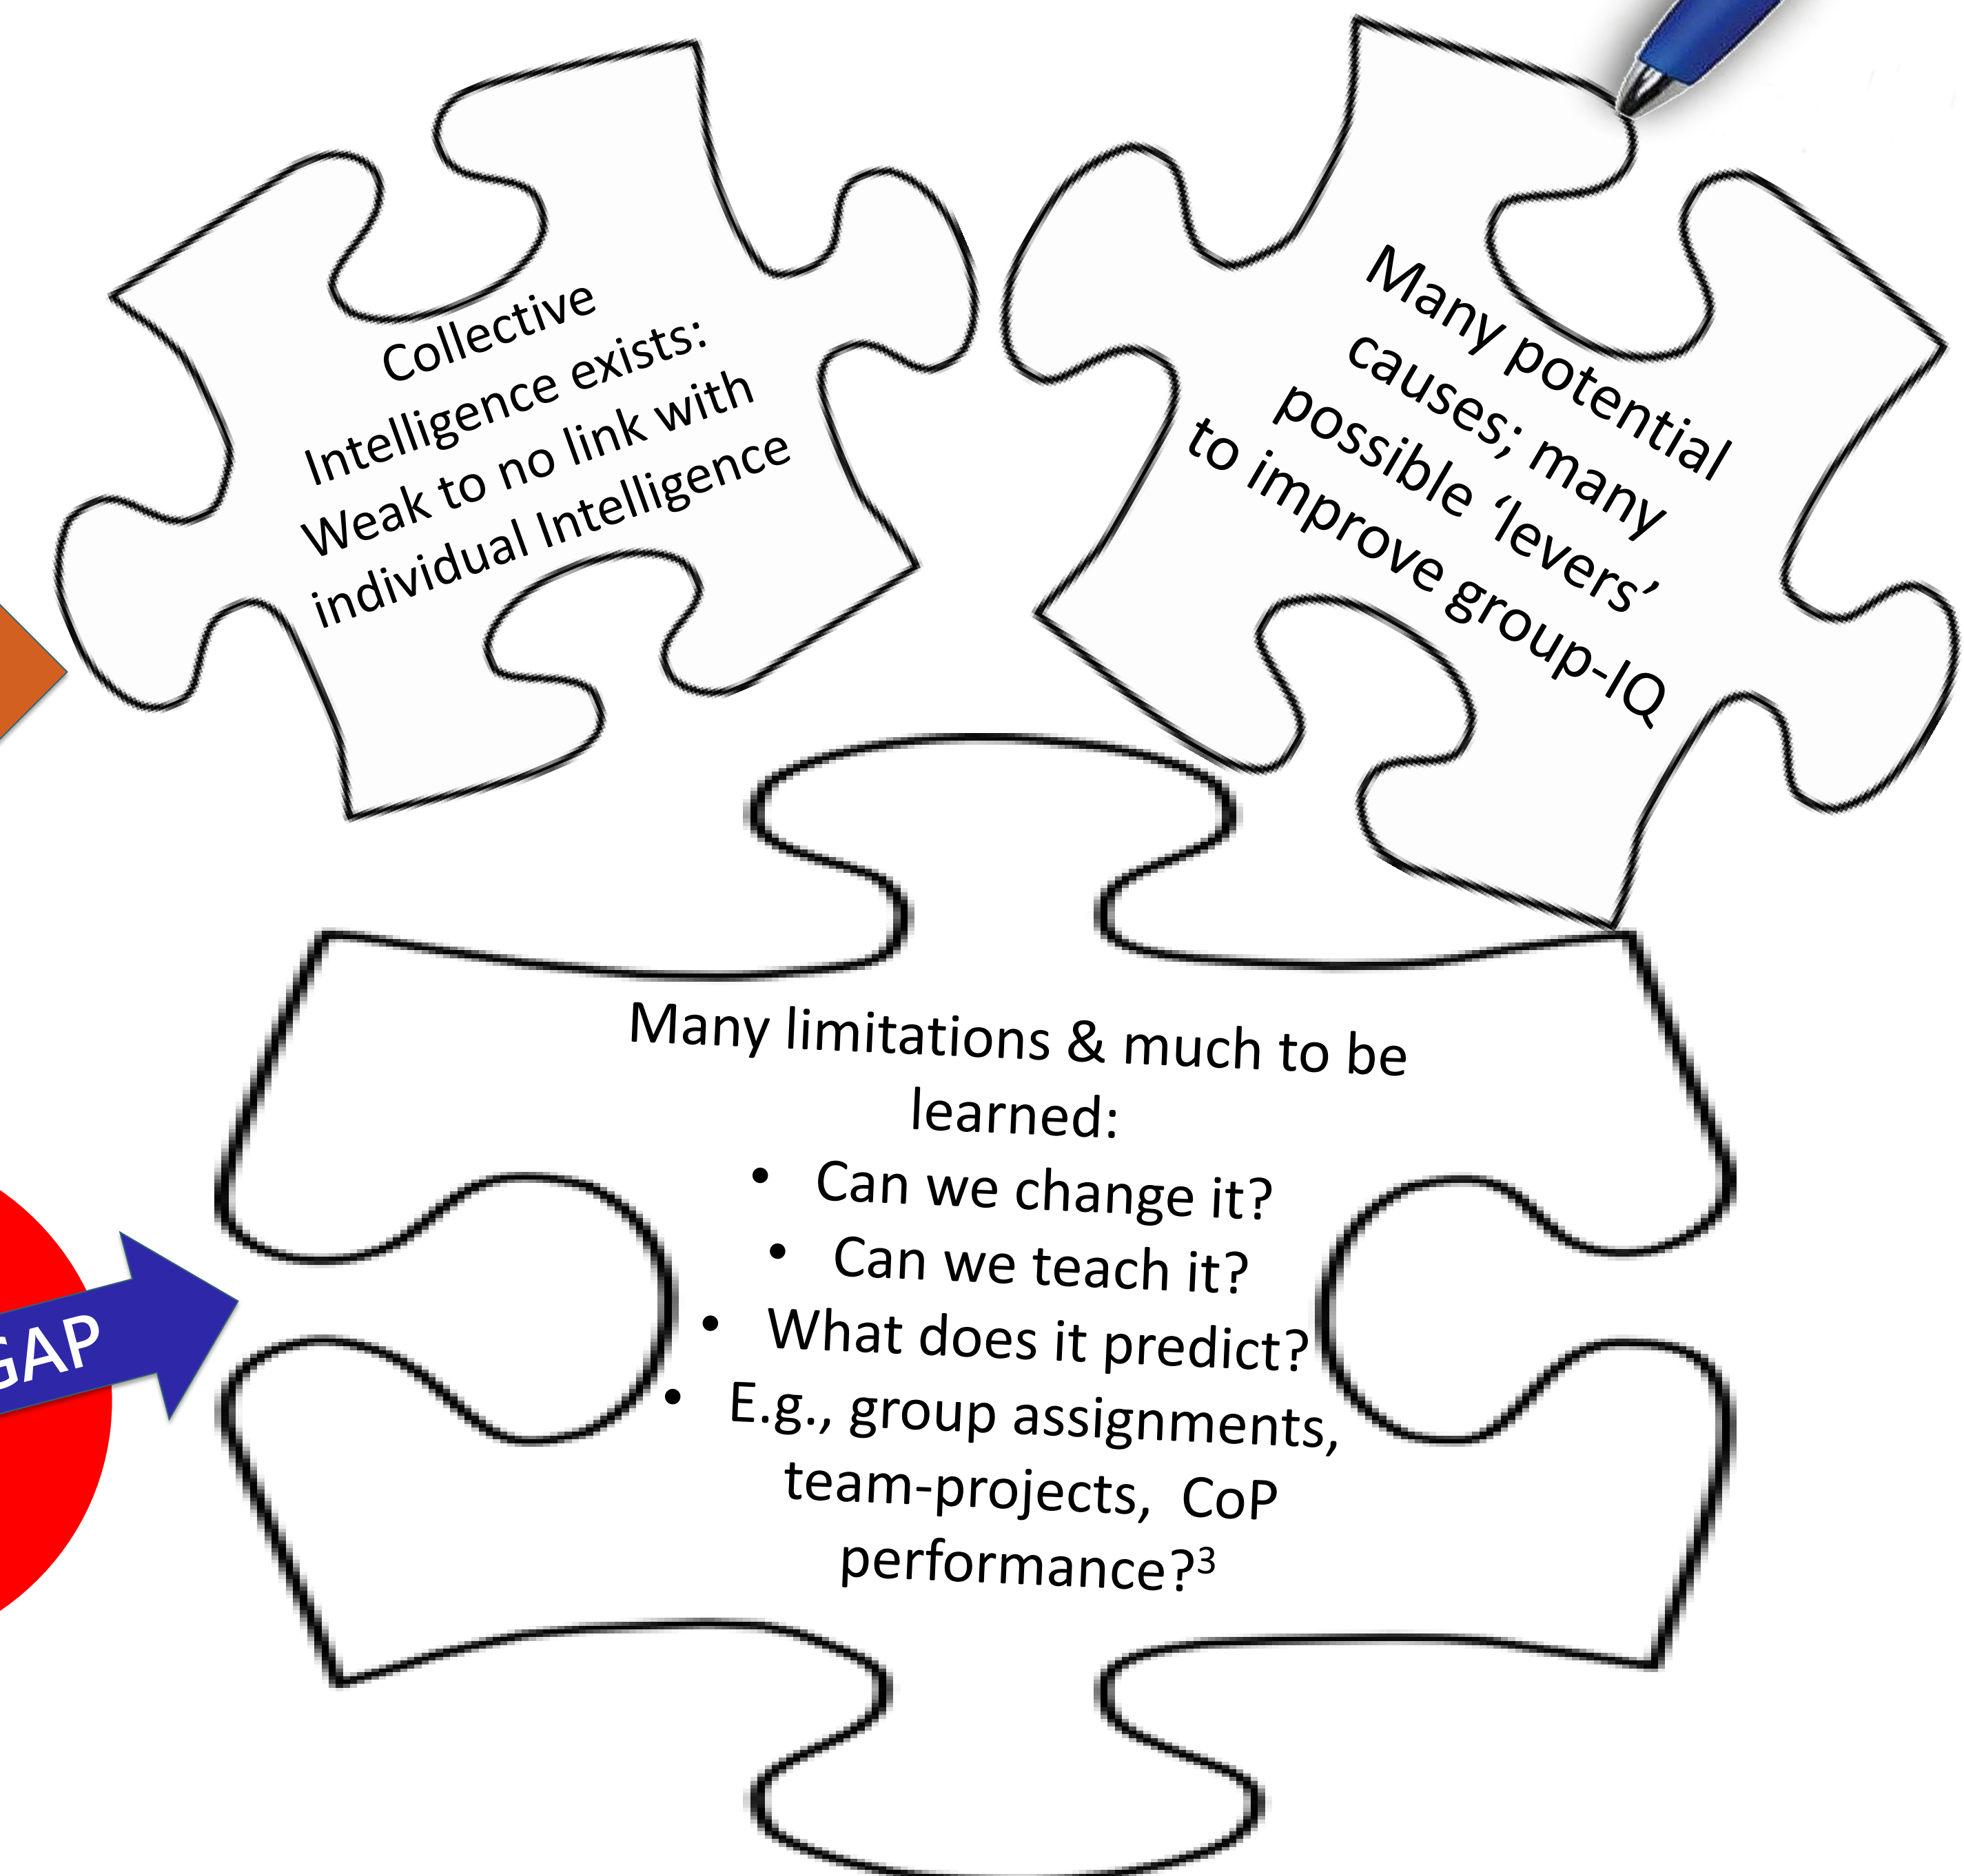 Collective
Intelligence exists:
Weak to no link with
individual Intelligence
Many potential
causes; many
possible ‘levers’
to improve group-IQ
Many limitations & much to be
learned:
• Can we change it?
• Can we teach it?
• What does it predict?
• E.g., group assignments,
team-projects, CoP
performance?³
GAP